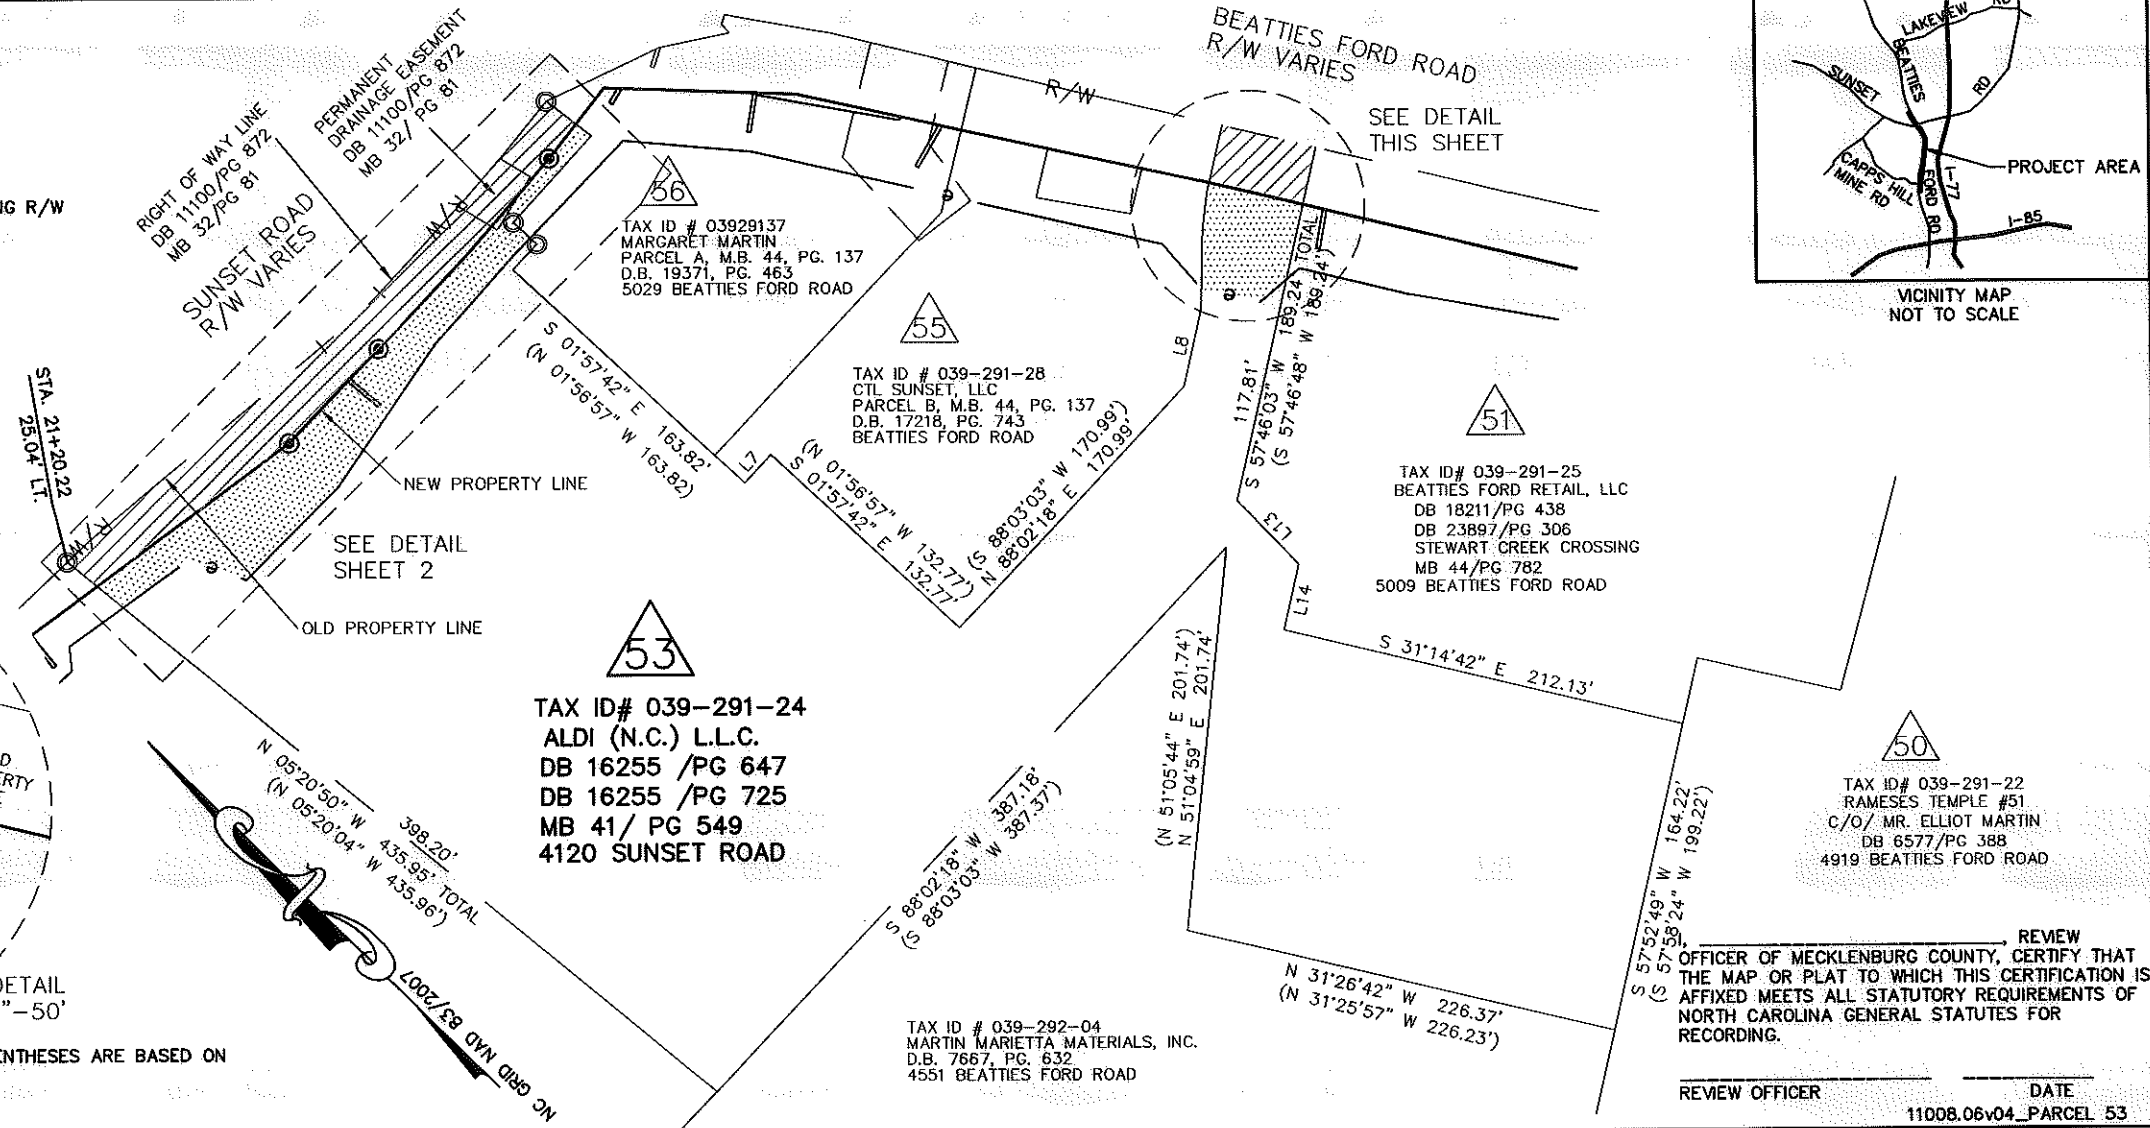 NG R/W
RIGHT OF WAY LINE
DB 11100/PG 872
MB 32/PG 81
PERMANENT
DRAINAGE EASEMENT
DB 11100/PG 872
MB 32/ PG 81
SUNSET ROAD
R/W VARIES
R/W
R/W
STA. 21+20.22
25.04' LT.
R/W
BEATTIES FORD ROAD
R/W VARIES
SEE DETAIL
THIS SHEET
LAKEVIEW RD
BEATTIES
FORD RD
SUNSET
RD
CAPPS HILL
MINE RD
I-77
I-85
PROJECT AREA
VICINITY MAP
NOT TO SCALE
56
TAX ID # 03929137
MARGARET MARTIN
PARCEL A, M.B. 44, PG. 137
D.B. 19371, PG. 463
5029 BEATTIES FORD ROAD
55
TAX ID # 039-291-28
CTL SUNSET, LLC
PARCEL B, M.B. 44, PG. 137
D.B. 17218, PG. 743
BEATTIES FORD ROAD
S 01°57'42" E 163.82'
(N 01°56'57" W 163.82)
L7
(N 01°56'57" W 132.77')
S 01°57'42" E 132.77'
(S 88°03'03" W 170.99')
N 88°02'18" E 170.99'
L8
117.81'
S 57°46'03" W 189.24' TOTAL
(S 57°46'48" W 189.24')
L13
L14
51
TAX ID# 039-291-25
BEATTIES FORD RETAIL, LLC
DB 18211/PG 438
DB 23897/PG 306
STEWART CREEK CROSSING
MB 44/PG 782
5009 BEATTIES FORD ROAD
NEW PROPERTY LINE
SEE DETAIL
SHEET 2
OLD PROPERTY LINE
53
TAX ID# 039-291-24
ALDI (N.C.) L.L.C.
DB 16255 /PG 647
DB 16255 /PG 725
MB 41/ PG 549
4120 SUNSET ROAD
S 31°14'42" E 212.13'
(N 51°05'44" E 201.74')
N 51°04'59" E 201.74'
50
TAX ID# 039-291-22
RAMESES TEMPLE #51
C/O/ MR. ELLIOT MARTIN
DB 6577/PG 388
4919 BEATTIES FORD ROAD
398.20'
N 05°20'50" W 435.95' TOTAL
(N 05°20'04" W 435.96')
S 88°02'18" W 387.18'
(S 88°03'03" W 387.37')
N 31°26'42" W 226.37'
(N 31°25'57" W 226.23')
S 57°52'49" W 164.22'
(S 57°58'24" W 199.22')
NC GRID NAD 83/2007
D
ERTY
E
DETAIL
"-50'
ENTHESES ARE BASED ON
TAX ID # 039-292-04
MARTIN MARIETTA MATERIALS, INC.
D.B. 7667, PG. 632
4551 BEATTIES FORD ROAD
I, ____________________, REVIEW
OFFICER OF MECKLENBURG COUNTY, CERTIFY THAT
THE MAP OR PLAT TO WHICH THIS CERTIFICATION IS
AFFIXED MEETS ALL STATUTORY REQUIREMENTS OF
NORTH CAROLINA GENERAL STATUTES FOR
RECORDING.
REVIEW OFFICER DATE
11008.06v04_PARCEL 53